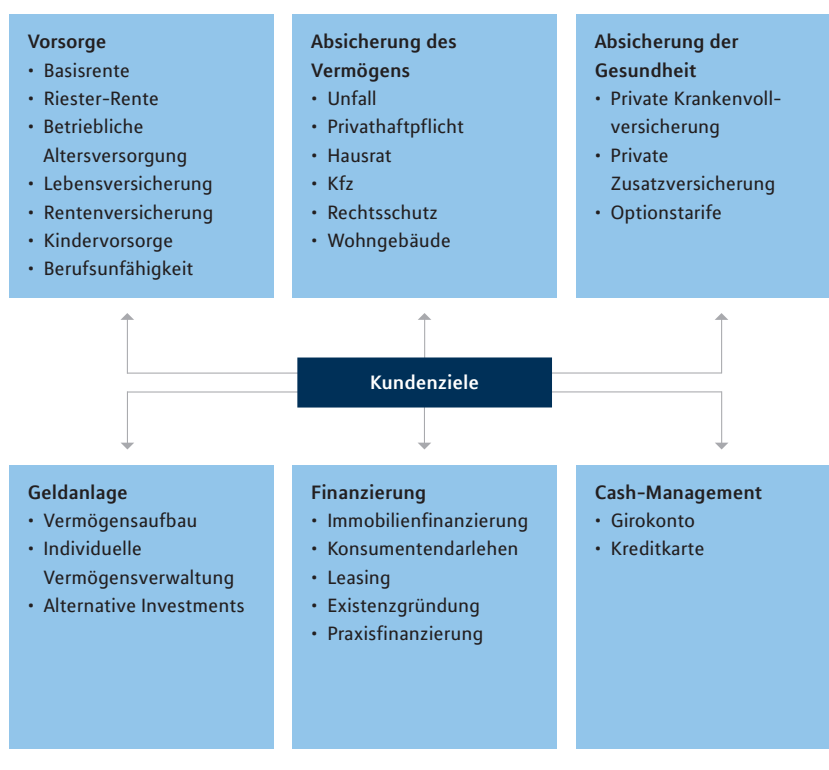 Vorsorge
• Basisrente
• Riester-Rente
• Betriebliche
Altersversorgung
• Lebensversicherung
• Rentenversicherung
• Kindervorsorge
• Berufsunfähigkeit
Absicherung des
Vermögens
• Unfall
• Privathaftpflicht
• Hausrat
• Kfz
• Rechtsschutz
• Wohngebäude
Absicherung der
Gesundheit
• Private Krankenvoll-
versicherung
• Private
Zusatzversicherung
• Optionstarife
Kundenziele
Geldanlage
• Vermögensaufbau
• Individuelle
Vermögensverwaltung
• Alternative Investments
Finanzierung
• Immobilienfinanzierung
• Konsumentendarlehen
• Leasing
• Existenzgründung
• Praxisfinanzierung
Cash-Management
• Girokonto
• Kreditkarte